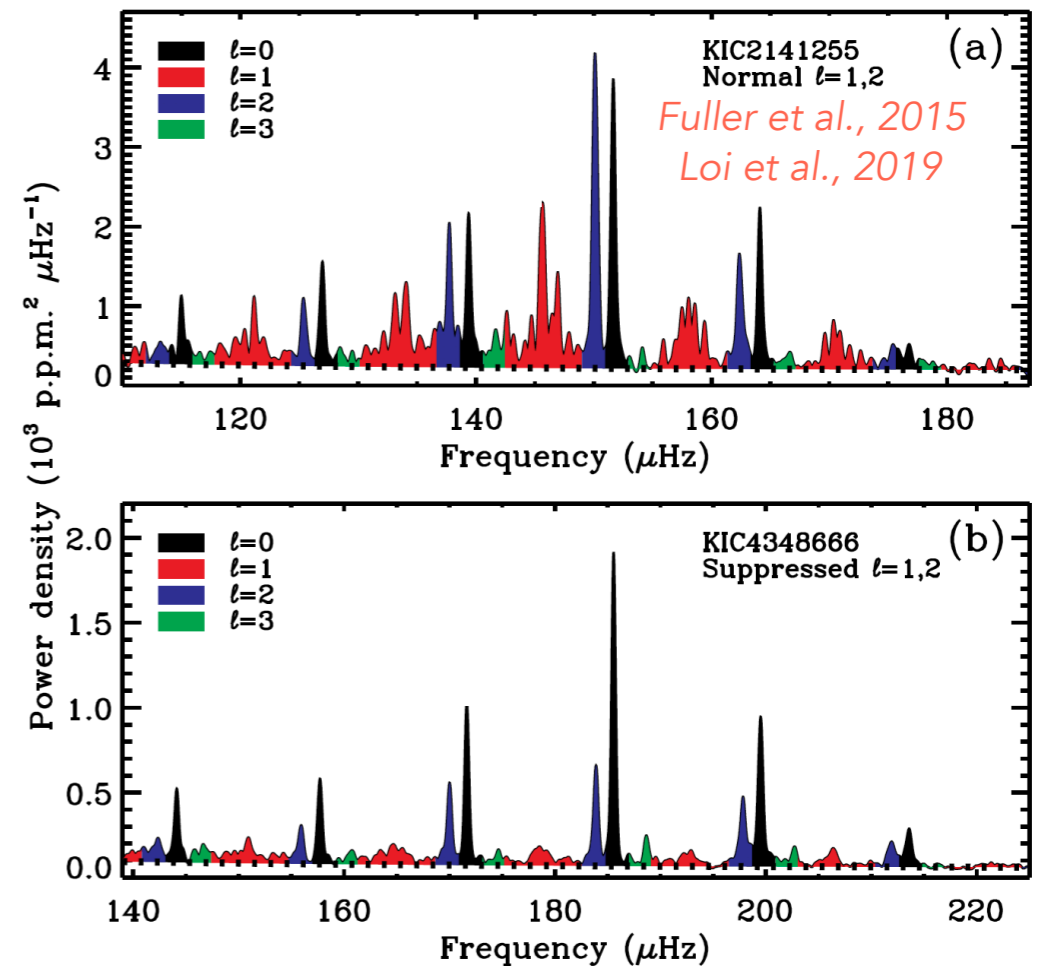 Power density (10³ p.p.m.² μHz⁻¹)
(a)
ℓ=0
ℓ=1
ℓ=2
ℓ=3
KIC2141255
Normal ℓ=1,2
Fuller et al., 2015
Loi et al., 2019
4
3
2
1
0
120 140 160 180
Frequency (μHz)
(b)
ℓ=0
ℓ=1
ℓ=2
ℓ=3
KIC4348666
Suppressed ℓ=1,2
2.0
1.5
1.0
0.5
0.0
140 160 180 200 220
Frequency (μHz)